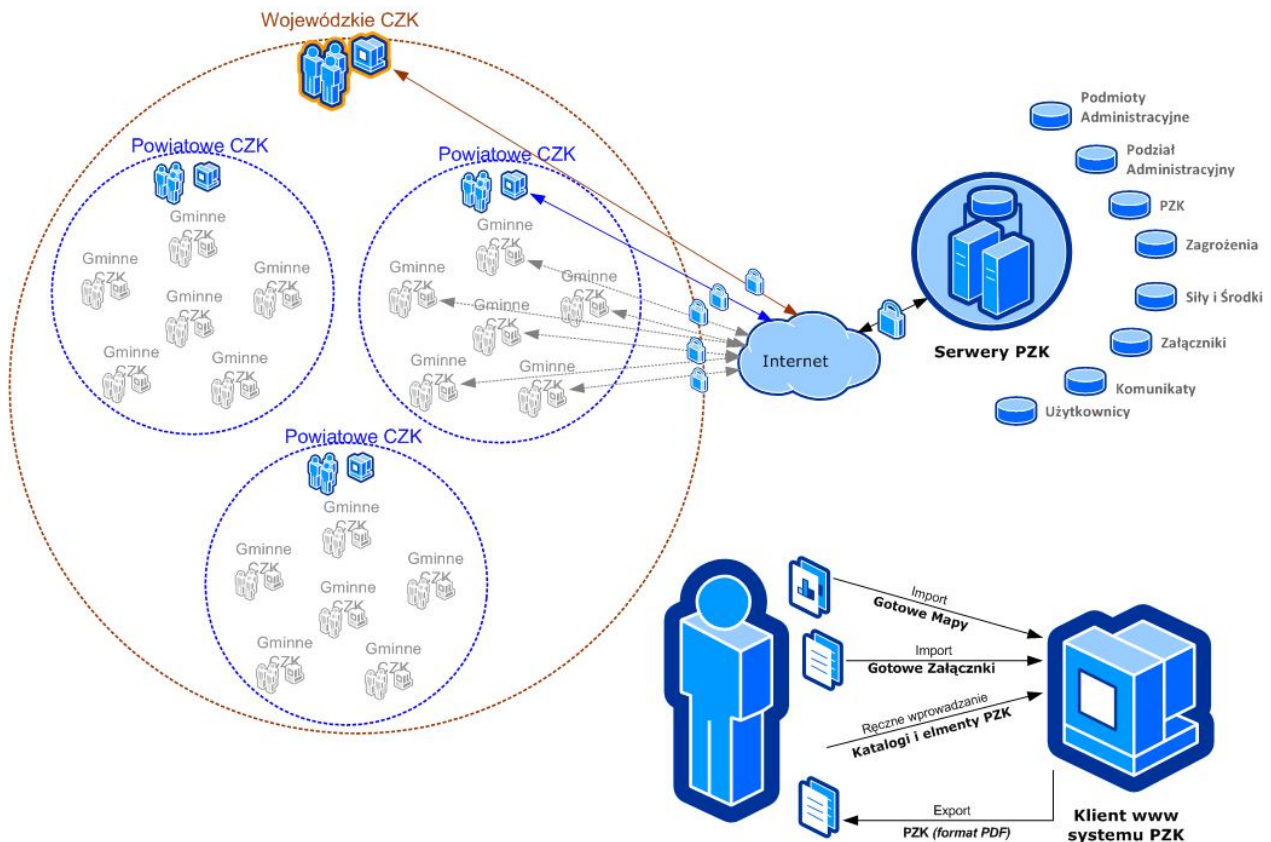 Wojewódzkie CZK
Powiatowe CZK
Gminne
CZK
Gminne
CZK
Gminne
CZK
Gminne
CZK
Gminne
CZK
Gminne
CZK
Powiatowe CZK
Gminne
CZK
Gminne
CZK
Gminne
CZK
Gminne
CZK
Gminne
CZK
Gminne
CZK
Powiatowe CZK
Gminne
CZK
Gminne
CZK
Gminne
CZK
Gminne
CZK
Gminne
CZK
Gminne
CZK
Internet
Serwery PZK
Podmioty
Administracyjne
Podział
Administracyjny
PZK
Zagrożenia
Siły i Środki
Załączniki
Komunikaty
Użytkownicy
Import
Gotowe Mapy
Import
Gotowe Załącznki
Ręczne wprowadzanie
Katalogi i elmenty PZK
Export
PZK (format PDF)
Klient www
systemu PZK